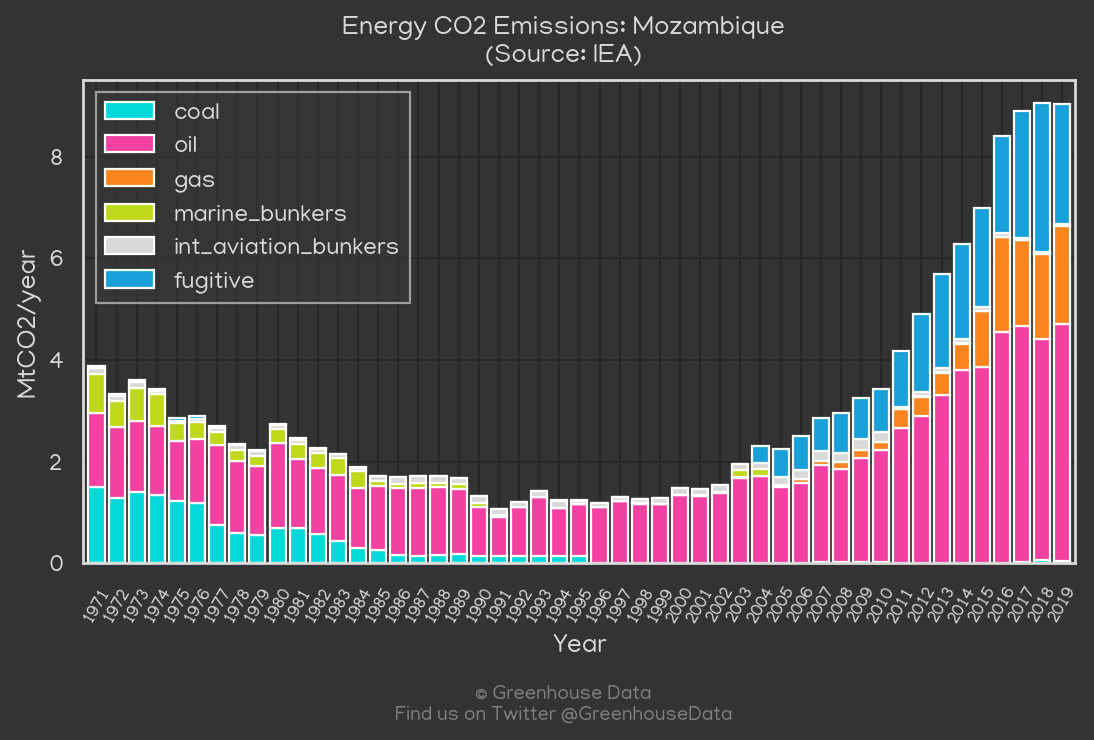 Energy CO2 Emissions: Mozambique
(Source: IEA)
coal
oil
gas
marine_bunkers
int_aviation_bunkers
fugitive
MtCO2/year
8
6
4
2
0
1971 1972 1973 1974 1975 1976 1977 1978 1979 1980 1981 1982 1983 1984 1985 1986 1987 1988 1989 1990 1991 1992 1993 1994 1995 1996 1997 1998 1999 2000 2001 2002 2003 2004 2005 2006 2007 2008 2009 2010 2011 2012 2013 2014 2015 2016 2017 2018 2019
Year
© Greenhouse Data
Find us on Twitter @GreenhouseData